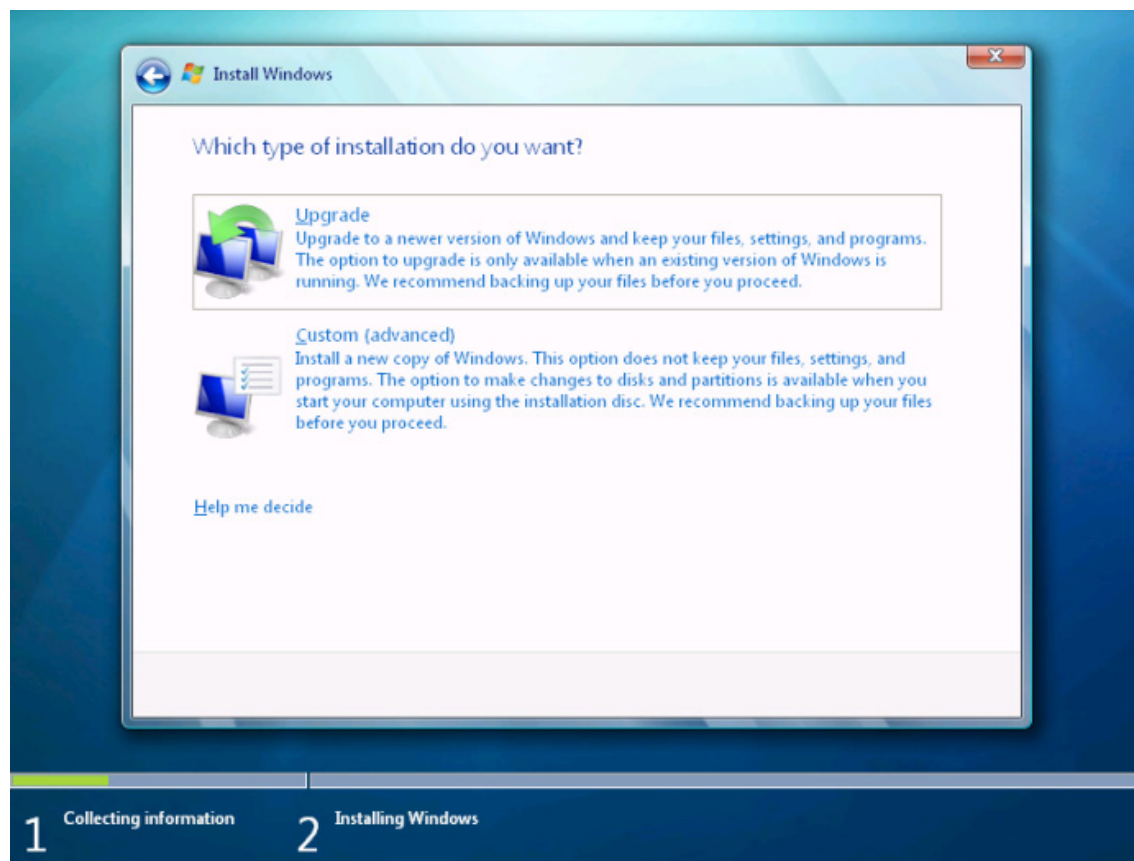 Install Windows
Which type of installation do you want?
Upgrade
Upgrade to a newer version of Windows and keep your files, settings, and programs.
The option to upgrade is only available when an existing version of Windows is
running. We recommend backing up your files before you proceed.
Custom (advanced)
Install a new copy of Windows. This option does not keep your files, settings, and
programs. The option to make changes to disks and partitions is available when you
start your computer using the installation disc. We recommend backing up your files
before you proceed.
Help me decide
1 Collecting information
2 Installing Windows